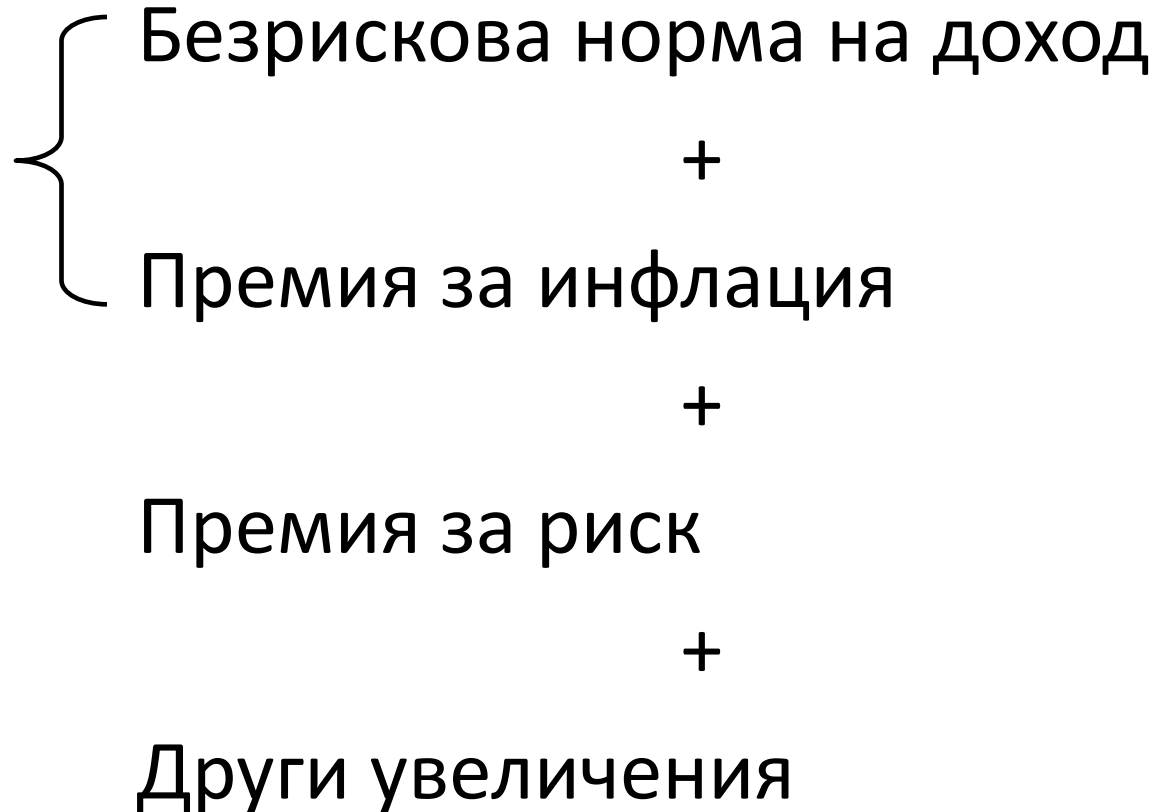 Безрискова норма на доход
+
Премия за инфлация
+
Премия за риск
+
Други увеличения